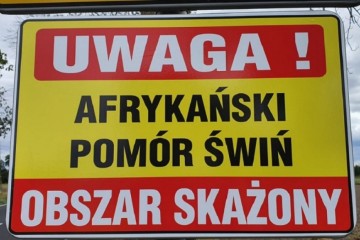 UWAGA !
AFRYKAŃSKI
POMÓR ŚWIŃ
OBSZAR SKAŻONY